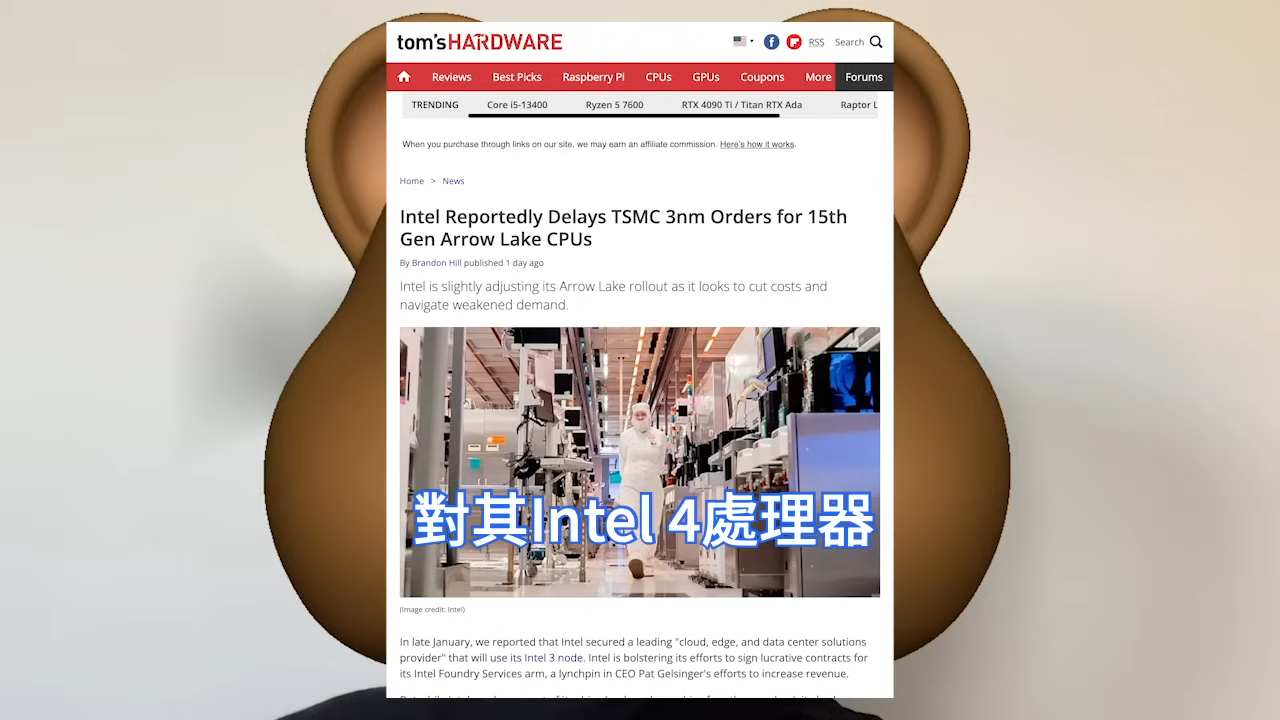 tom'sHARDWARE
RSS
Search
Reviews
Best Picks
Raspberry Pi
CPUs
GPUs
Coupons
More
Forums
TRENDING
Core i5-13400
Ryzen 5 7600
RTX 4090 Ti / Titan RTX Ada
Raptor L
When you purchase through links on our site, we may earn an affiliate commission. Here's how it works.
Home > News
Intel Reportedly Delays TSMC 3nm Orders for 15th
Gen Arrow Lake CPUs
By Brandon Hill published 1 day ago
Intel is slightly adjusting its Arrow Lake rollout as it looks to cut costs and
navigate weakened demand.
對其Intel 4處理器
(Image credit: Intel)
In late January, we reported that Intel secured a leading "cloud, edge, and data center solutions
provider" that will use its Intel 3 node. Intel is bolstering its efforts to sign lucrative contracts for
its Intel Foundry Services arm, a lynchpin in CEO Pat Gelsinger's efforts to increase revenue.